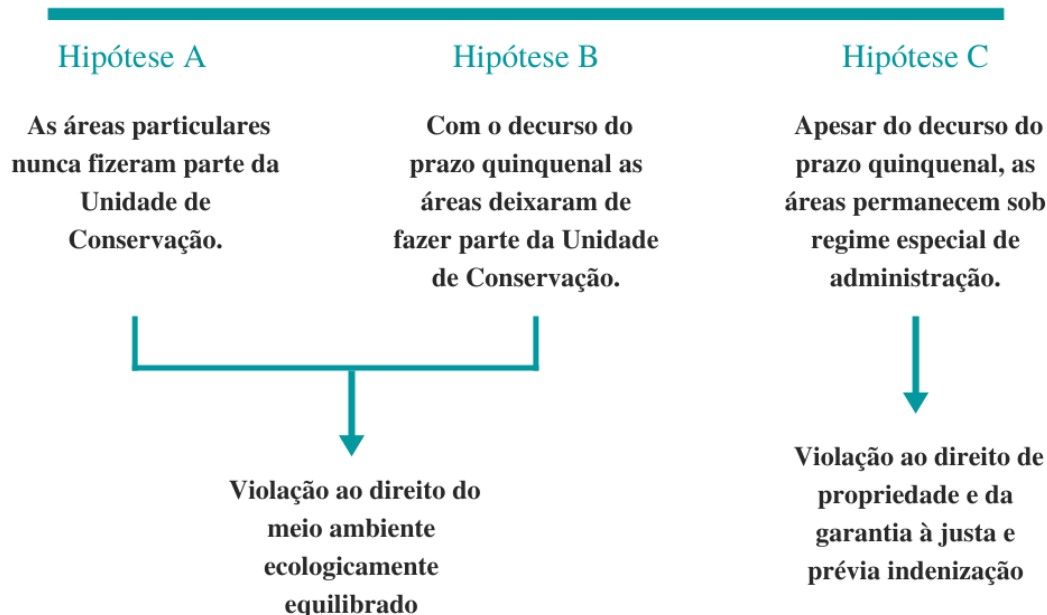 Hipótese A
As áreas particulares
nunca fizeram parte da
Unidade de
Conservação.
Hipótese B
Com o decurso do
prazo quinquenal as
áreas deixaram de
fazer parte da Unidade
de Conservação.
Hipótese C
Apesar do decurso do
prazo quinquenal, as
áreas permanecem sob
regime especial de
administração.
Violação ao direito do
meio ambiente
ecologicamente
equilibrado
Violação ao direito de
propriedade e da
garantia à justa e
prévia indenização